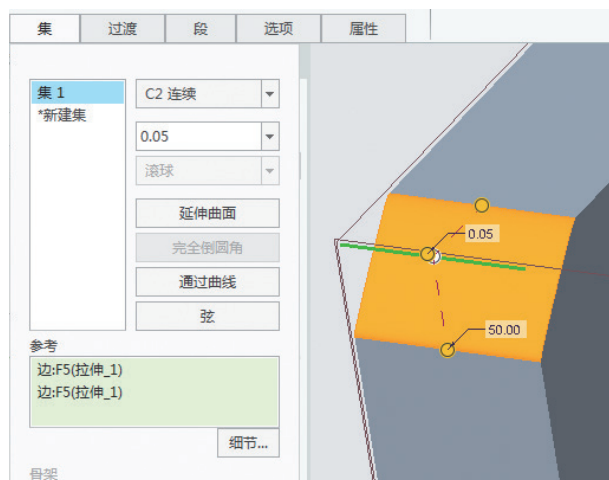 集 过渡 段 选项 属性
集 1
*新建集
C2 连续
0.05
滚球
延伸曲面
完全倒圆角
通过曲线
弦
参考
边:F5(拉伸_1)
边:F5(拉伸_1)
细节...
骨架
0.05
50.00